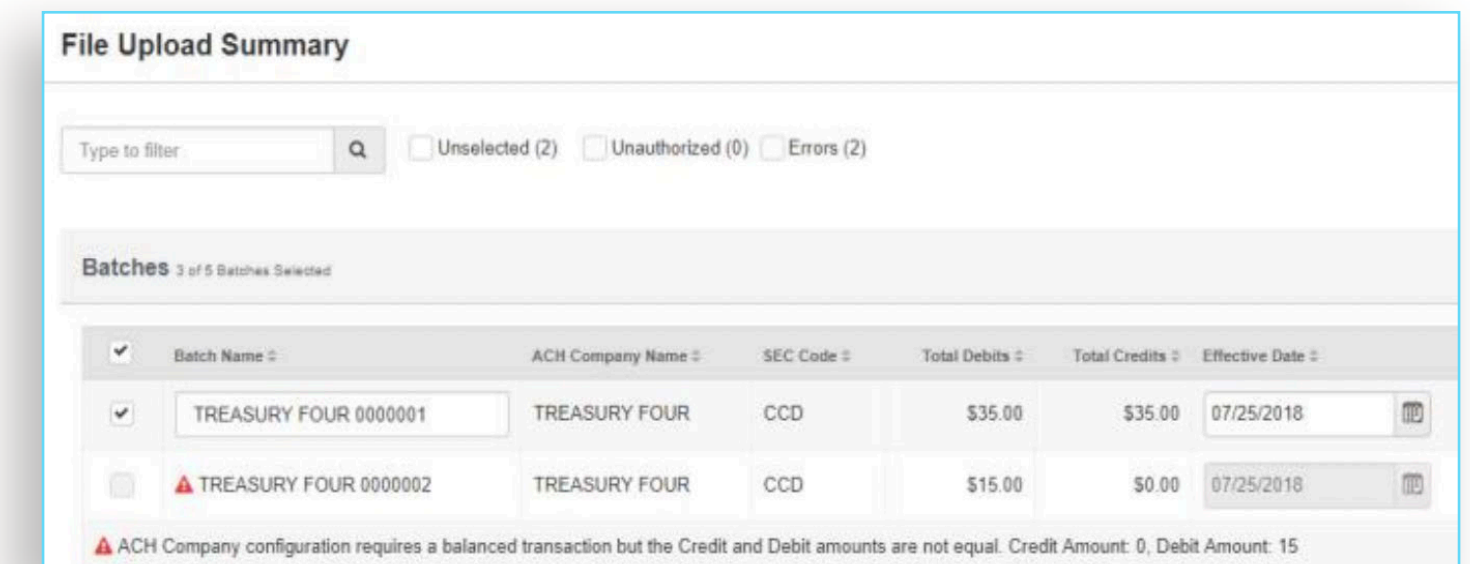 File Upload Summary
Type to filter Unselected (2) Unauthorized (0) Errors (2)
Batches 3 of 5 Batches Selected
Batch Name ACH Company Name SEC Code Total Debits Total Credits Effective Date
TREASURY FOUR 0000001 TREASURY FOUR CCD $35.00 $35.00 07/25/2018
TREASURY FOUR 0000002 TREASURY FOUR CCD $15.00 $0.00 07/25/2018
ACH Company configuration requires a balanced transaction but the Credit and Debit amounts are not equal. Credit Amount: 0, Debit Amount: 15